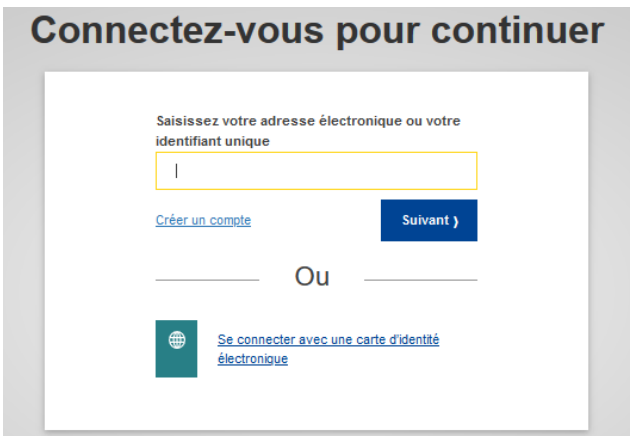 Connectez-vous pour continuer
Saisissez votre adresse électronique ou votre
identifiant unique
Créer un compte
Suivant ❯
Ou
Se connecter avec une carte d'identité
électronique